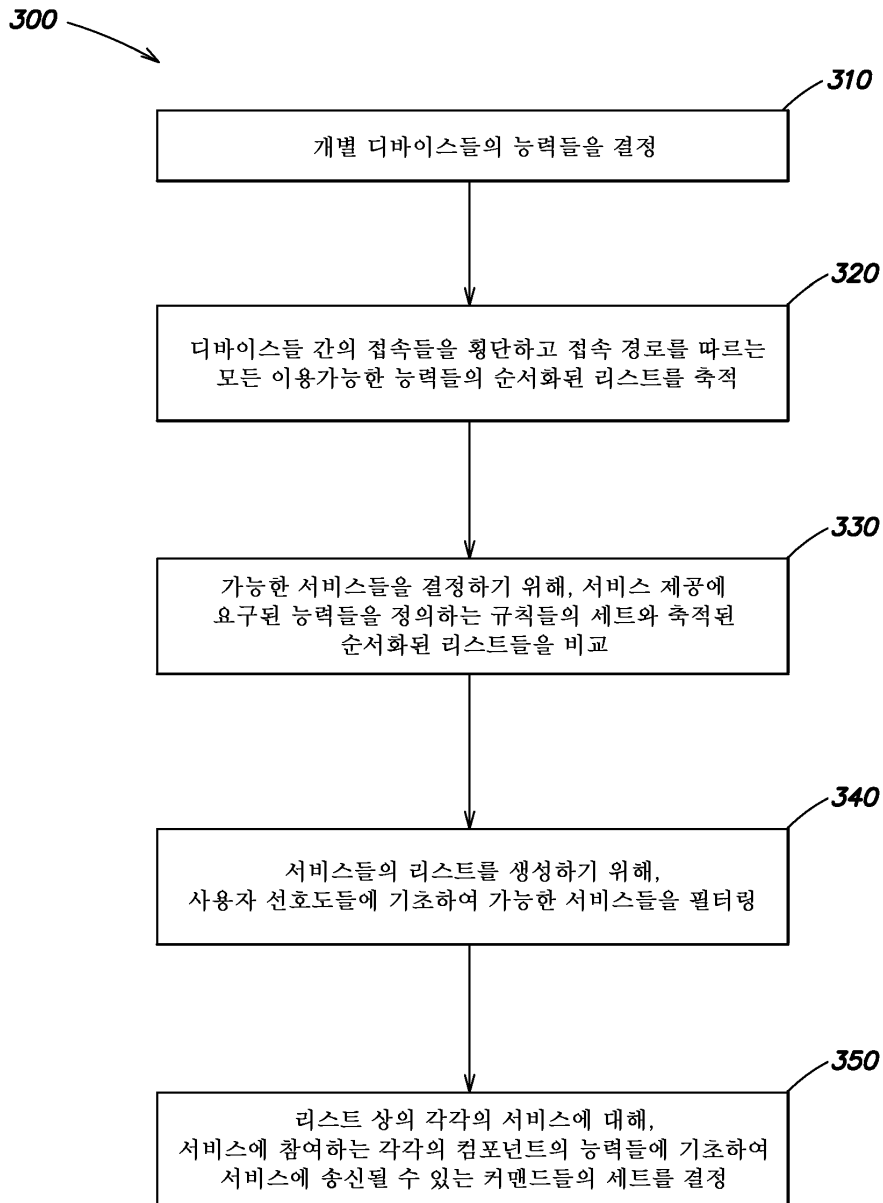 300
310
개별 디바이스들의 능력들을 결정
320
디바이스들 간의 접속들을 횡단하고 접속 경로를 따르는
모든 이용가능한 능력들의 순서화된 리스트를 축적
330
가능한 서비스들을 결정하기 위해, 서비스 제공에
요구된 능력들을 정의하는 규칙들의 세트와 축적된
순서화된 리스트들을 비교
340
서비스들의 리스트를 생성하기 위해,
사용자 선호도들에 기초하여 가능한 서비스들을 필터링
350
리스트 상의 각각의 서비스에 대해,
서비스에 참여하는 각각의 컴포넌트의 능력들에 기초하여
서비스에 송신될 수 있는 커맨드들의 세트를 결정